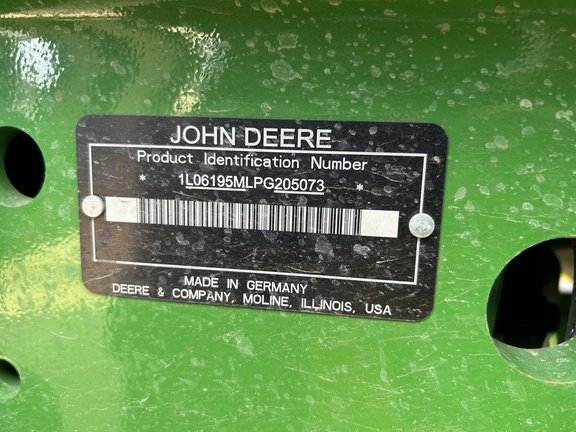 JOHN DEERE
Product Identification Number
* 1L06195MLPG205073 *
MADE IN GERMANY
DEERE & COMPANY, MOLINE, ILLINOIS, USA